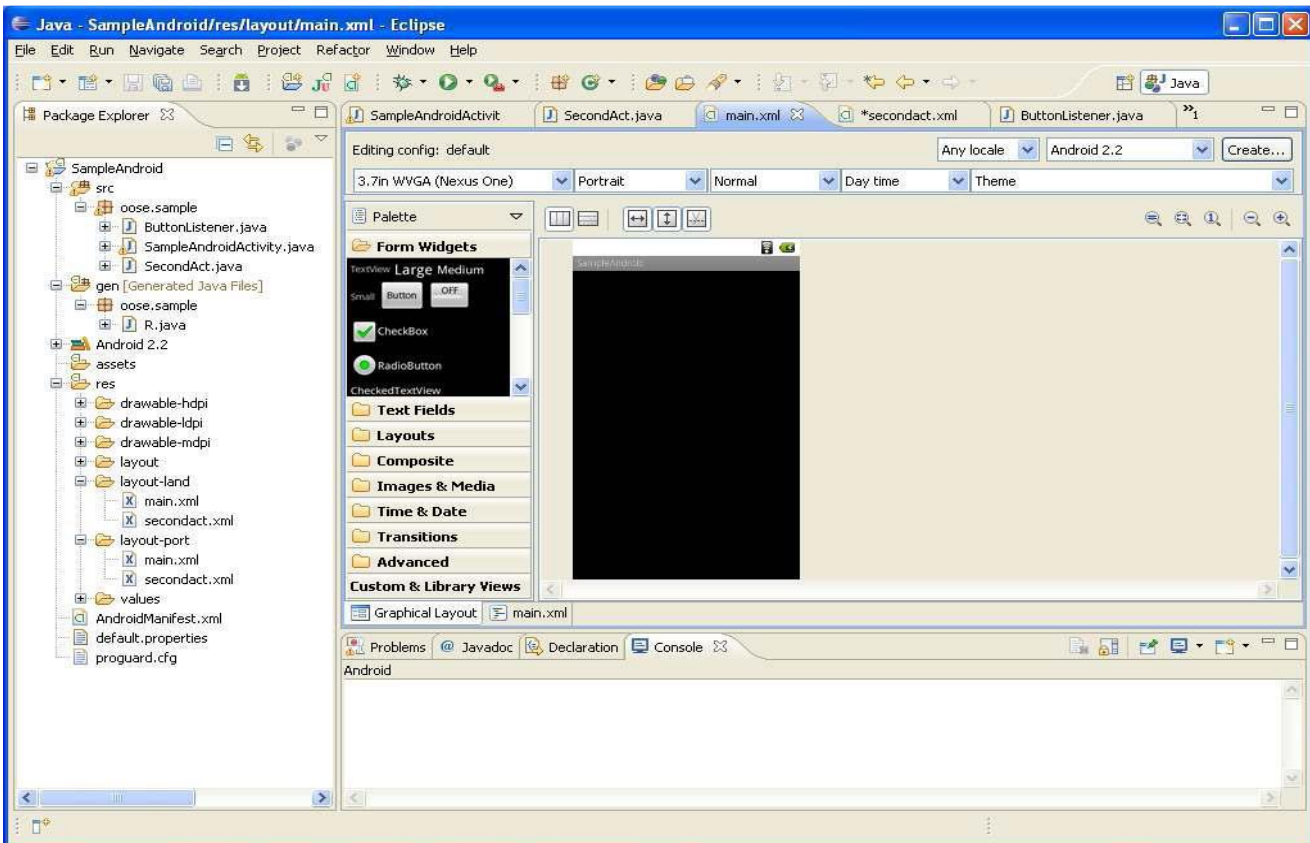 Java - SampleAndroid/res/layout/main.xml - Eclipse
File Edit Run Navigate Search Project Refactor Window Help
Java
Package Explorer
SampleAndroid
src
oose.sample
ButtonListener.java
SampleAndroidActivity.java
SecondAct.java
gen [Generated Java Files]
oose.sample
R.java
Android 2.2
assets
res
drawable-hdpi
drawable-ldpi
drawable-mdpi
layout
layout-land
main.xml
secondact.xml
layout-port
main.xml
secondact.xml
values
AndroidManifest.xml
default.properties
proguard.cfg
SampleAndroidActivit SecondAct.java main.xml *secondact.xml ButtonListener.java »1
Editing config: default Any locale Android 2.2 Create...
3.7in WVGA (Nexus One) Portrait Normal Day time Theme
Palette
Form Widgets
TextView Large Medium
Small Button OFF
CheckBox
RadioButton
CheckedTextView
Text Fields
Layouts
Composite
Images & Media
Time & Date
Transitions
Advanced
Custom & Library Views
SampleAndroid
Graphical Layout main.xml
Problems @ Javadoc Declaration Console
Android